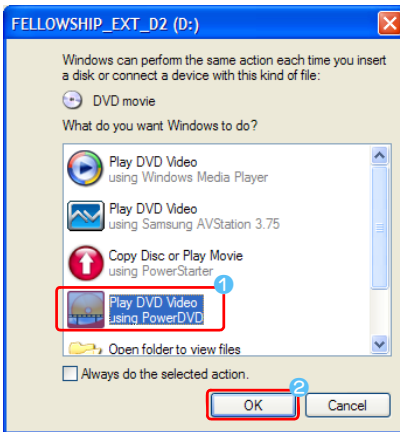 FELLOWSHIP_EXT_D2 (D:)
Windows can perform the same action each time you insert
a disk or connect a device with this kind of file:
DVD movie
What do you want Windows to do?
Play DVD Video
using Windows Media Player
Play DVD Video
using Samsung AVStation 3.75
Copy Disc or Play Movie
using PowerStarter
1
Play DVD Video
using PowerDVD
Open folder to view files
Always do the selected action.
2
OK
Cancel